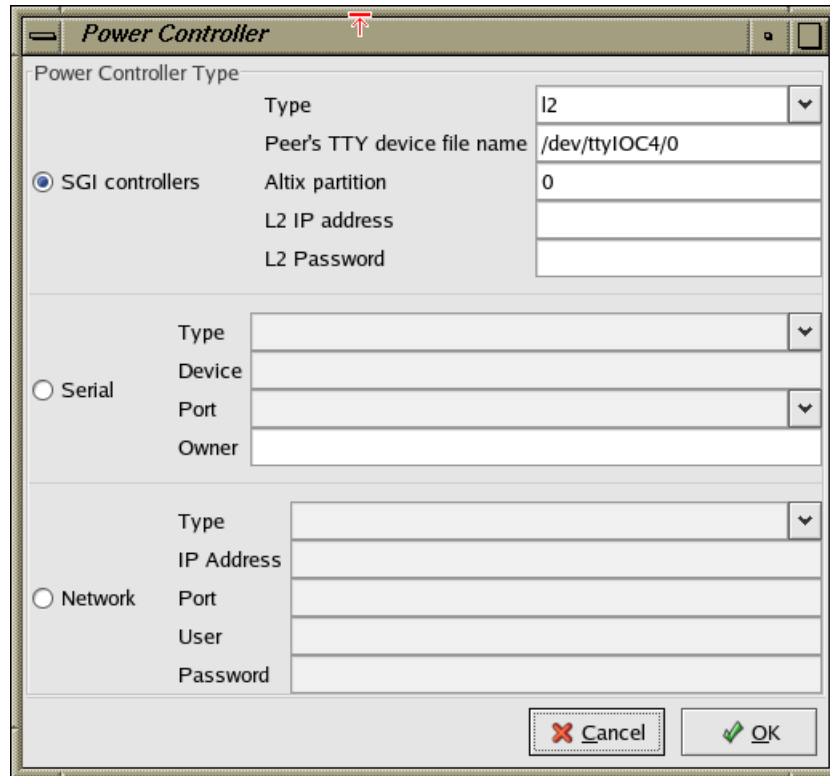 Power Controller
Power Controller Type
Type l2
Peer's TTY device file name /dev/ttyIOC4/0
SGI controllers Altix partition 0
L2 IP address
L2 Password
Type
Device
Serial
Port
Owner
Type
IP Address
Network Port
User
Password
Cancel OK